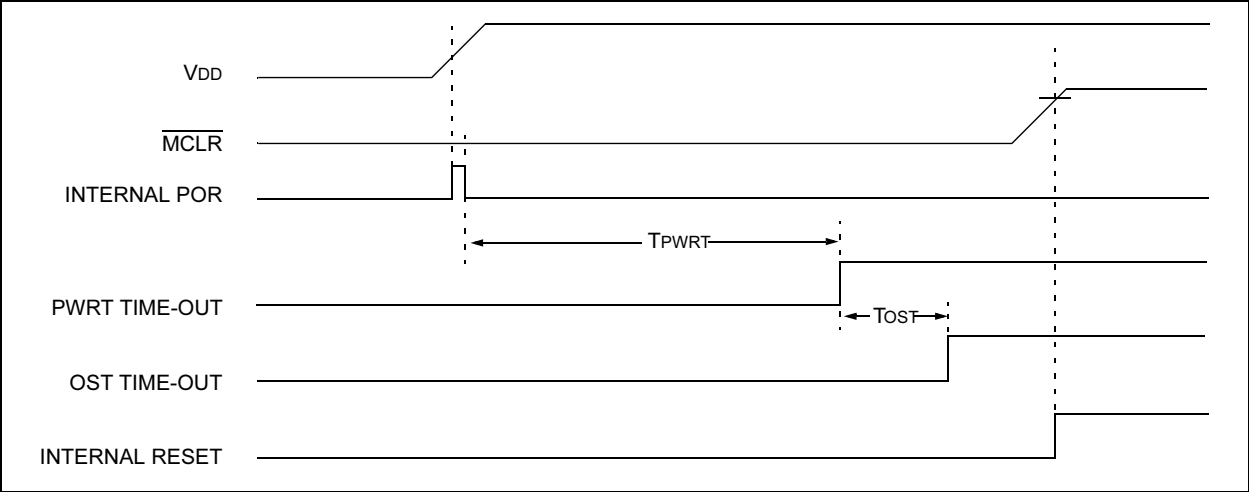 VDD
MCLR
INTERNAL POR
TPWRT
PWRT TIME-OUT
TOST
OST TIME-OUT
INTERNAL RESET